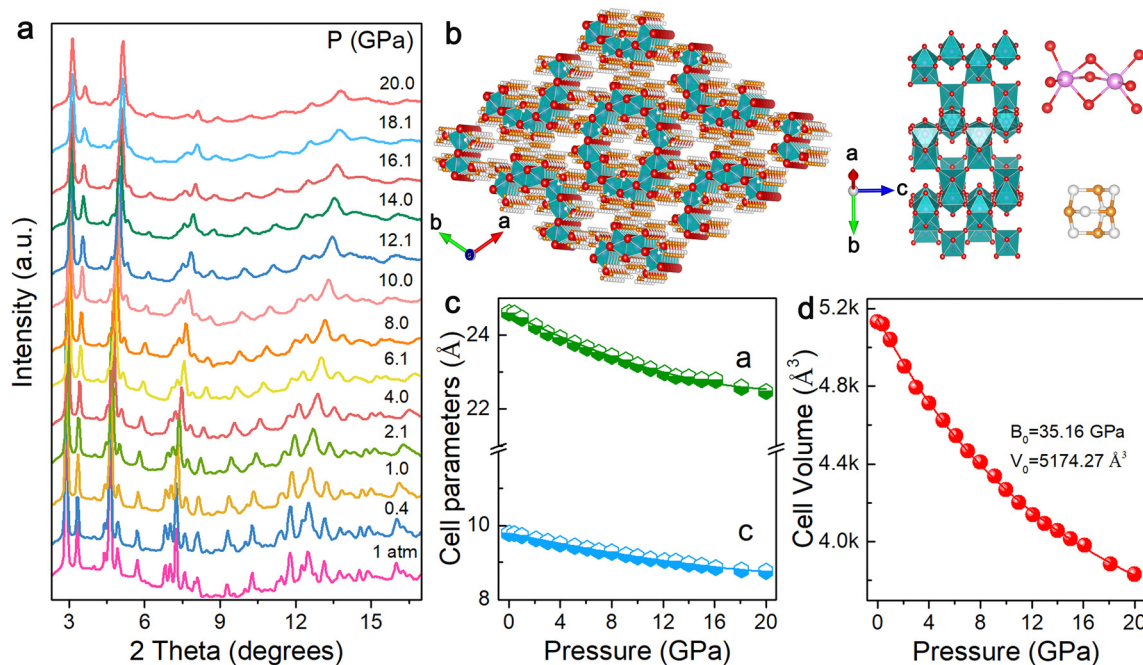 a
P (GPa)
20.0
18.1
16.1
14.0
12.1
10.0
8.0
6.1
4.0
2.1
1.0
0.4
1 atm
Intensity (a.u.)
3 6 9 12 15
2 Theta (degrees)
b
b a
a
c
b
c
24
22
10
8
a
c
Cell parameters (Å)
0 4 8 12 16 20
Pressure (GPa)
d
5.2k
4.8k
4.4k
4.0k
B₀=35.16 GPa
V₀=5174.27 Å³
Cell Volume (Å³)
0 4 8 12 16 20
Pressure (GPa)